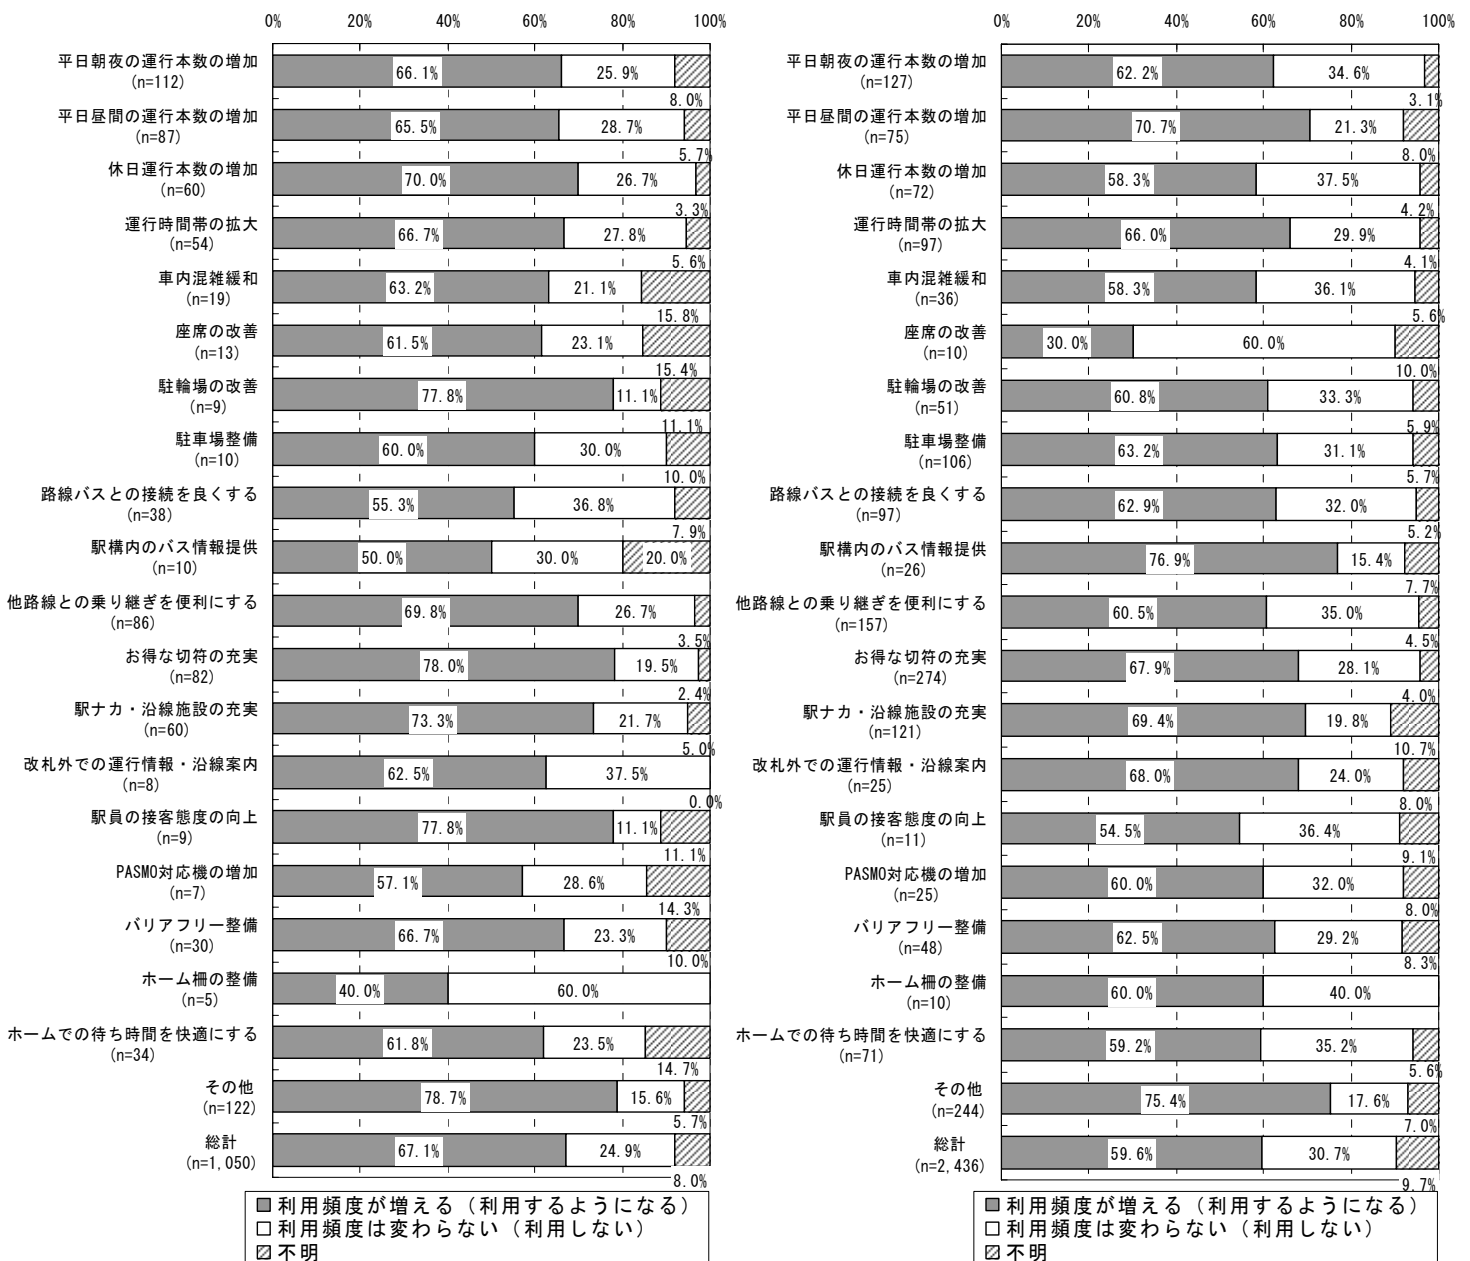 0% 20% 40% 60% 80% 100%
平日朝夜の運行本数の増加
(n=112)
66.1% 25.9%
8.0%
平日昼間の運行本数の増加
(n=87)
65.5% 28.7%
5.7%
休日運行本数の増加
(n=60)
70.0% 26.7%
3.3%
運行時間帯の拡大
(n=54)
66.7% 27.8%
5.6%
車内混雑緩和
(n=19)
63.2% 21.1%
15.8%
座席の改善
(n=13)
61.5% 23.1%
15.4%
駐輪場の改善
(n=9)
77.8% 11.1%
11.1%
駐車場整備
(n=10)
60.0% 30.0%
10.0%
路線バスとの接続を良くする
(n=38)
55.3% 36.8%
7.9%
駅構内のバス情報提供
(n=10)
50.0% 30.0% 20.0%
他路線との乗り継ぎを便利にする
(n=86)
69.8% 26.7%
3.5%
お得な切符の充実
(n=82)
78.0% 19.5%
2.4%
駅ナカ・沿線施設の充実
(n=60)
73.3% 21.7%
5.0%
改札外での運行情報・沿線案内
(n=8)
62.5% 37.5%
0.0%
駅員の接客態度の向上
(n=9)
77.8% 11.1%
11.1%
PASMO対応機の増加
(n=7)
57.1% 28.6%
14.3%
バリアフリー整備
(n=30)
66.7% 23.3%
10.0%
ホーム柵の整備
(n=5)
40.0% 60.0%
ホームでの待ち時間を快適にする
(n=34)
61.8% 23.5%
14.7%
その他
(n=122)
78.7% 15.6%
5.7%
総計
(n=1,050)
67.1% 24.9%
8.0%
利用頻度が増える（利用するようになる）
利用頻度は変わらない（利用しない）
不明
0% 20% 40% 60% 80% 100%
平日朝夜の運行本数の増加
(n=127)
62.2% 34.6%
3.1%
平日昼間の運行本数の増加
(n=75)
70.7% 21.3%
8.0%
休日運行本数の増加
(n=72)
58.3% 37.5%
4.2%
運行時間帯の拡大
(n=97)
66.0% 29.9%
4.1%
車内混雑緩和
(n=36)
58.3% 36.1%
5.6%
座席の改善
(n=10)
30.0% 60.0%
10.0%
駐輪場の改善
(n=51)
60.8% 33.3%
5.9%
駐車場整備
(n=106)
63.2% 31.1%
5.7%
路線バスとの接続を良くする
(n=97)
62.9% 32.0%
5.2%
駅構内のバス情報提供
(n=26)
76.9% 15.4%
7.7%
他路線との乗り継ぎを便利にする
(n=157)
60.5% 35.0%
4.5%
お得な切符の充実
(n=274)
67.9% 28.1%
4.0%
駅ナカ・沿線施設の充実
(n=121)
69.4% 19.8%
10.7%
改札外での運行情報・沿線案内
(n=25)
68.0% 24.0%
8.0%
駅員の接客態度の向上
(n=11)
54.5% 36.4%
9.1%
PASMO対応機の増加
(n=25)
60.0% 32.0%
8.0%
バリアフリー整備
(n=48)
62.5% 29.2%
8.3%
ホーム柵の整備
(n=10)
60.0% 40.0%
ホームでの待ち時間を快適にする
(n=71)
59.2% 35.2%
5.6%
その他
(n=244)
75.4% 17.6%
7.0%
総計
(n=2,436)
59.6% 30.7%
9.7%
利用頻度が増える（利用するようになる）
利用頻度は変わらない（利用しない）
不明